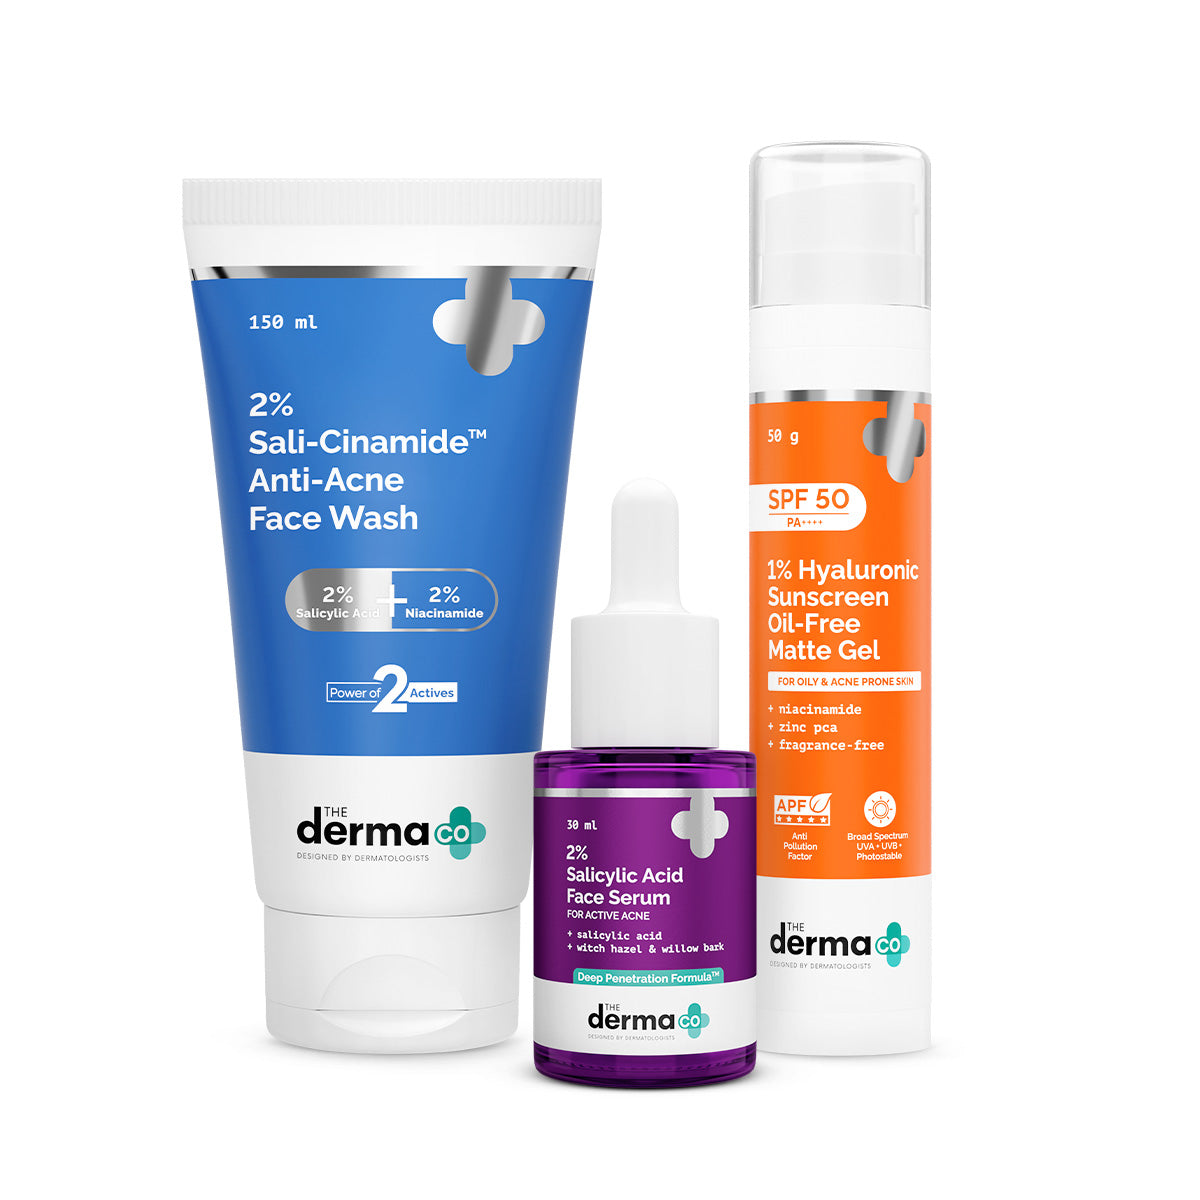 150 ml
2%
Sali-Cinamide™
Anti-Acne
Face Wash
2% + 2%
Salicylic Acid Niacinamide
Power of 2 Actives
THE
derma co
DESIGNED BY DERMATOLOGISTS
30 ml
2%
Salicylic Acid
Face Serum
FOR ACTIVE ACNE
+ salicylic acid
+ witch hazel & willow bark
Deep Penetration Formula™
THE
derma co
DESIGNED BY DERMATOLOGISTS
50 g
SPF 50
PA++++
1% Hyaluronic
Sunscreen
Oil-Free
Matte Gel
FOR OILY & ACNE PRONE SKIN
+ niacinamide
+ zinc pca
+ fragrance-free
APF
Anti
Pollution
Factor
Broad Spectrum
UVA + UVB +
Photostable
THE
derma co
DESIGNED BY DERMATOLOGISTS